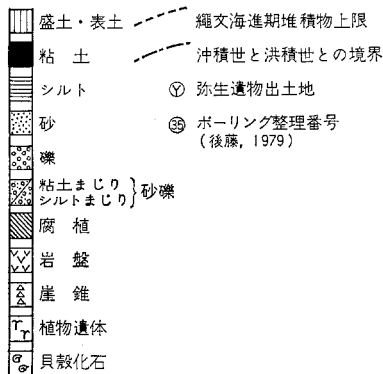 盛土・表土
縄文海進期堆積物上限
粘 土
沖積世と洪積世との境界
シルト
Ⓨ 弥生遺物出土地
砂
㉟ ボーリング整理番号
(後藤, 1979)
礫
粘土まじり
シルトまじり}砂礫
腐 植
岩 盤
崖 錐
植物遺体
貝殻化石